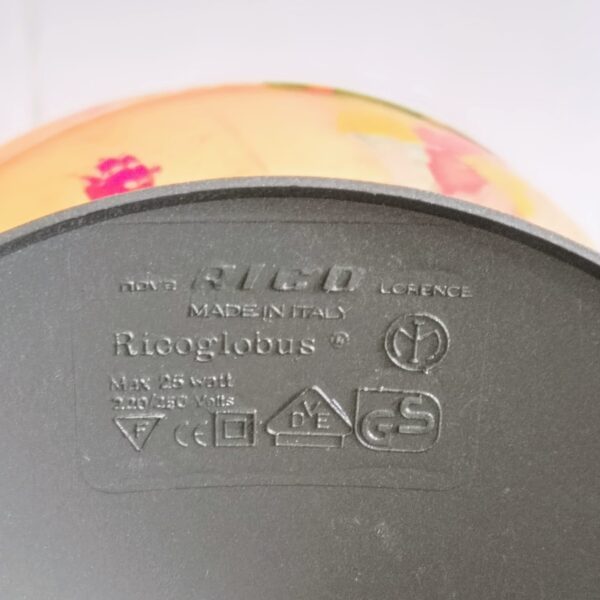 nova RICO LORENCE
MADE IN ITALY
Ricoglobus ®
Max 25 watt
220/250 Volts
F CE VDE GS